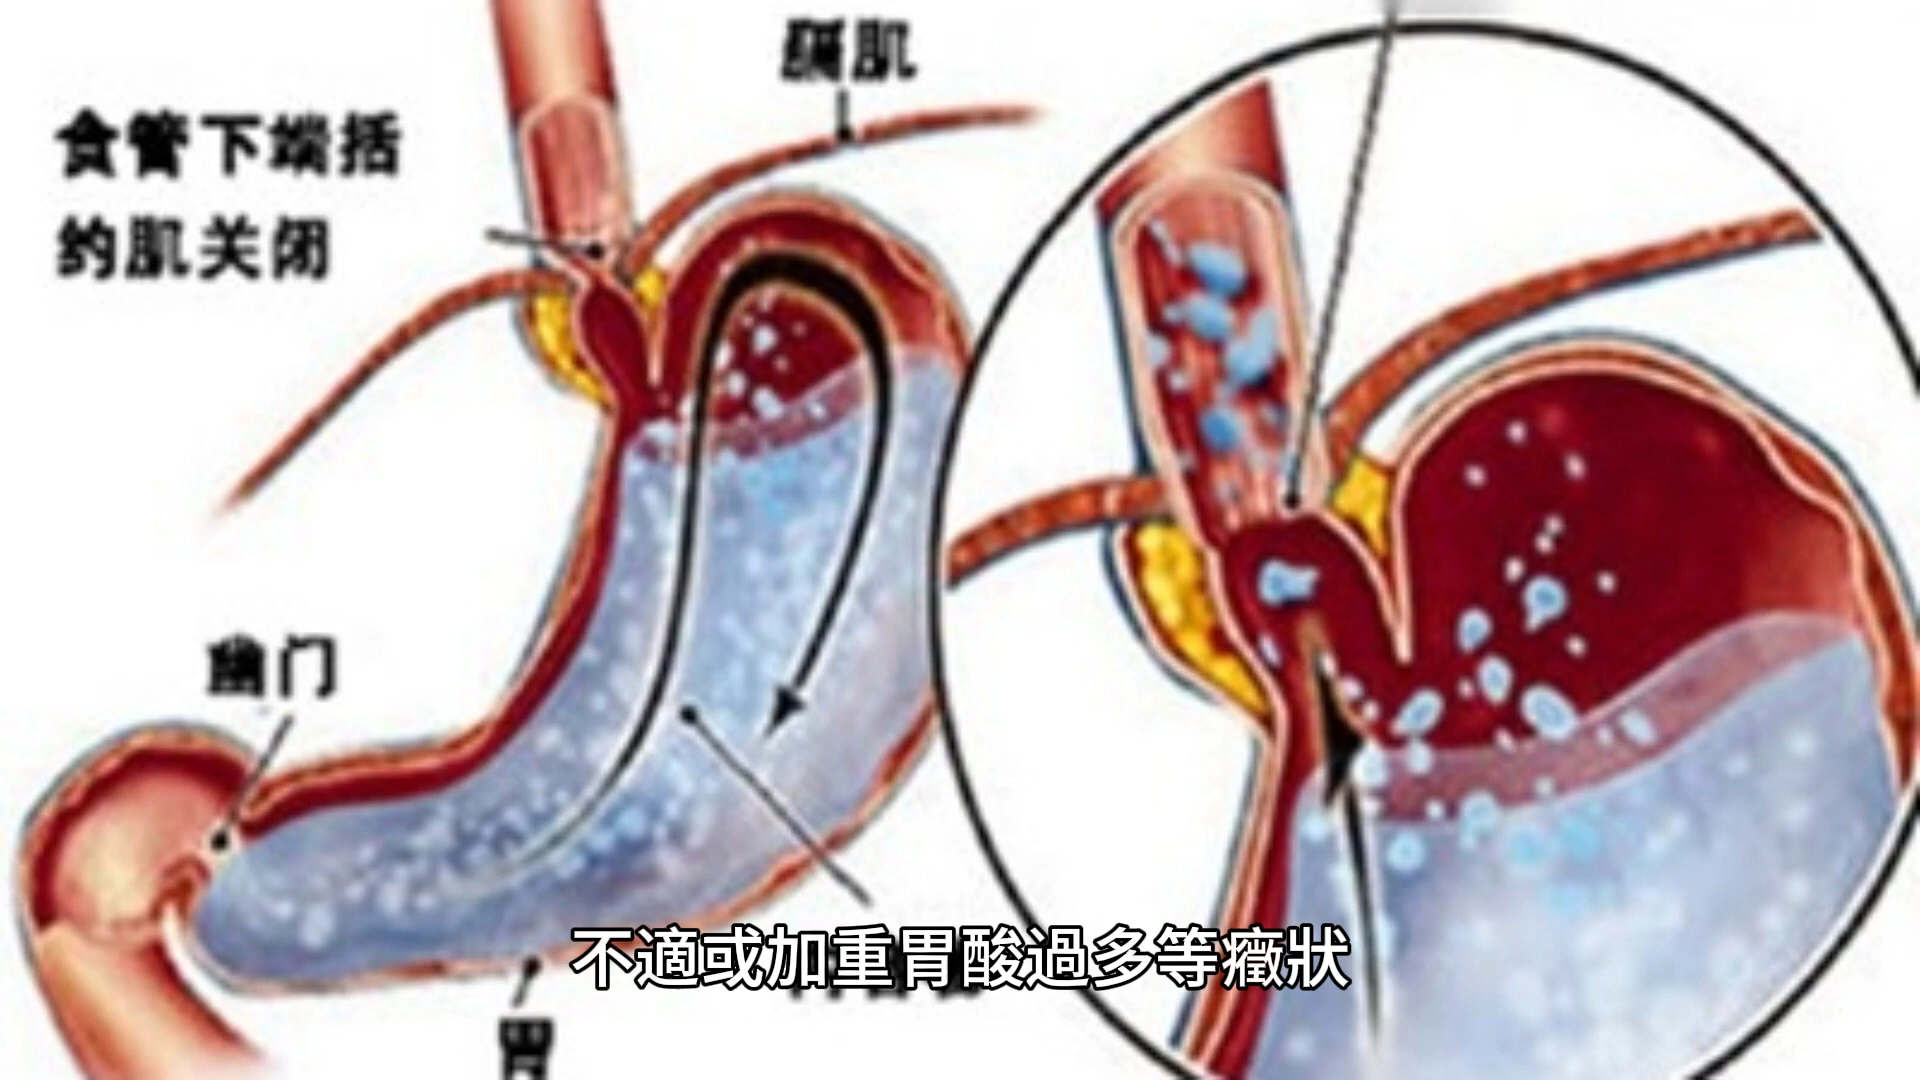 膈肌
食管下端括
约肌关闭
幽门
不適或加重胃酸過多等癥狀
胃